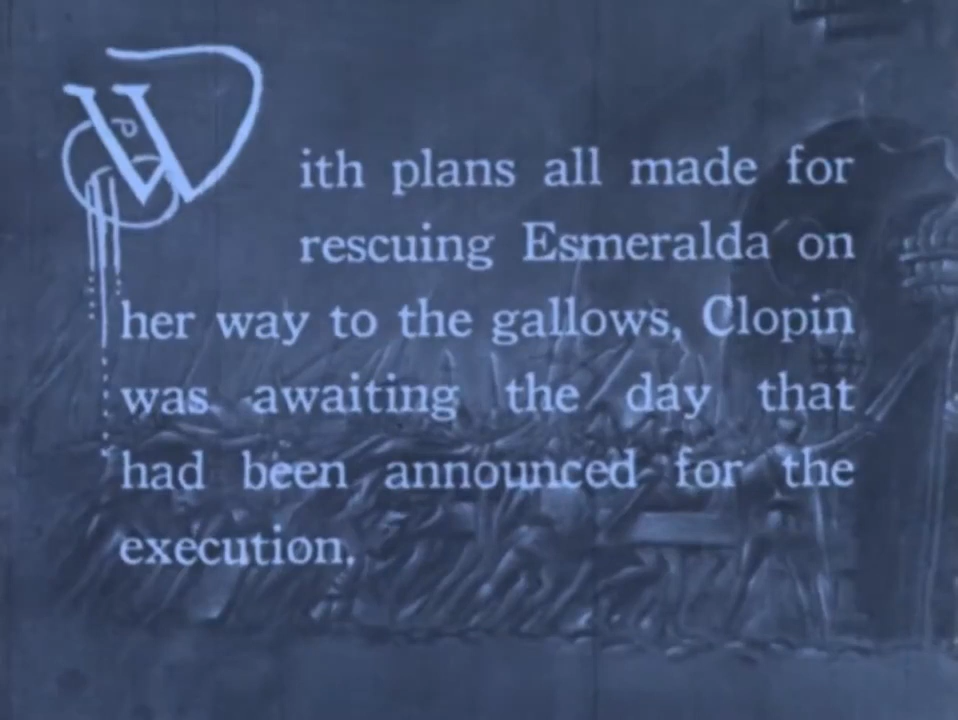 With plans all made for
rescuing Esmeralda on
her way to the gallows, Clopin
was awaiting the day that
had been announced for the
execution.